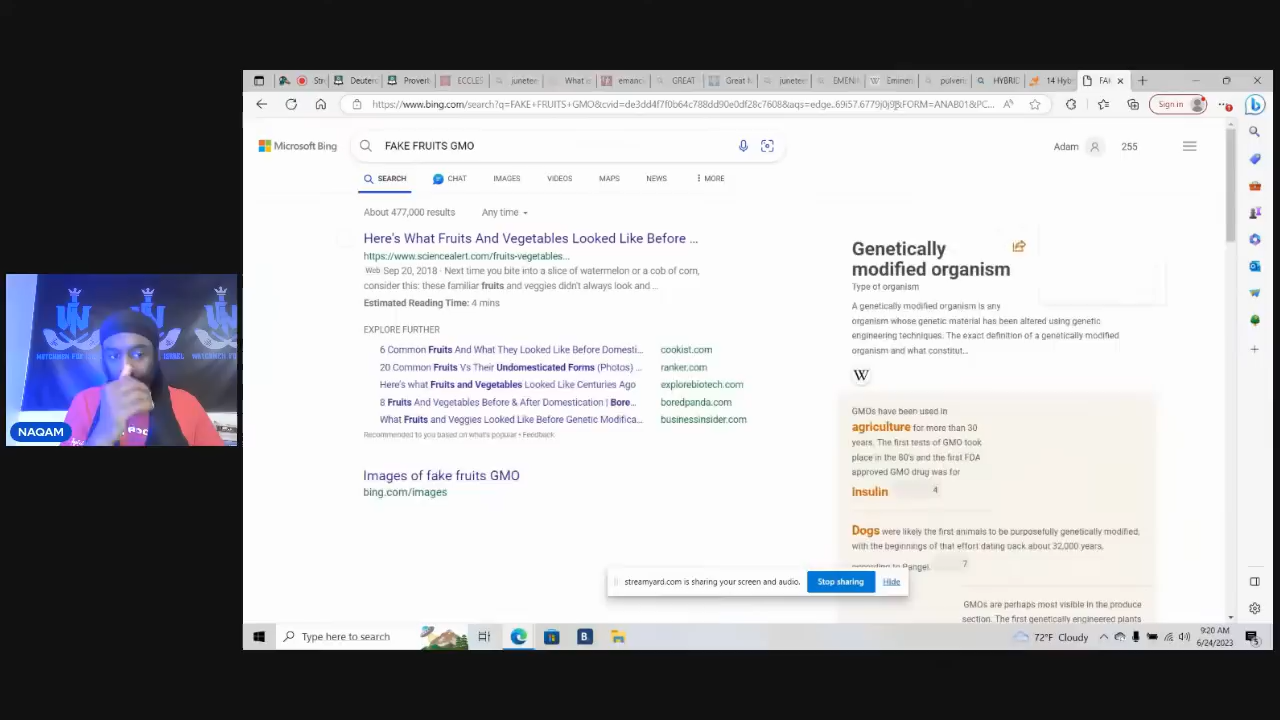 Deutero
Proverl
ECCLES
junetee
What is
emanc
GREAT
Great N
junetee
EMENI
Emme
pulveri
HYBRI
14 Hyb
FAK
https://www.bing.com/search?q=FAKE+FRUITS+GMO&cvid=de3dd4f7f0b64c788dd90e0df28c7608&aqs=edge..69i57.6779j0j9&FORM=ANAB01&PC...
Sign in
Microsoft Bing
FAKE FRUITS GMO
Adam
255
SEARCH
CHAT
IMAGES
VIDEOS
MAPS
NEWS
MORE
About 477,000 results
Any time
Here's What Fruits And Vegetables Looked Like Before ...
https://www.sciencealert.com/fruits-vegetables...
Web Sep 20, 2018 · Next time you bite into a slice of watermelon or a cob of corn,
consider this: these familiar fruits and veggies didn't always look and ...
Estimated Reading Time: 4 mins
EXPLORE FURTHER
6 Common Fruits And What They Looked Like Before Domesti... cookist.com
20 Common Fruits Vs Their Undomesticated Forms (Photos) ... ranker.com
Here's what Fruits and Vegetables Looked Like Centuries Ago explorebiotech.com
8 Fruits And Vegetables Before & After Domestication | Bore... boredpanda.com
What Fruits and Veggies Looked Like Before Genetic Modifica... businessinsider.com
Recommended to you based on what's popular • Feedback
Images of fake fruits GMO
bing.com/images
Genetically
modified organism
Type of organism
A genetically modified organism is any
organism whose genetic material has been altered using genetic
engineering techniques. The exact definition of a genetically modified
organism and what constitut...
W
GMOs have been used in
agriculture for more than 30
years. The first tests of GMO took
place in the 80's and the first FDA
approved GMO drug was for
Insulin 4
Dogs were likely the first animals to be purposefully genetically modified,
with the beginnings of that effort dating back about 32,000 years,
according to Rangel. 7
GMOs are perhaps most visible in the produce
section. The first genetically engineered plants
streamyard.com is sharing your screen and audio.
Stop sharing
Hide
NAQAM
Type here to search
72°F Cloudy
9:20 AM
6/24/2023